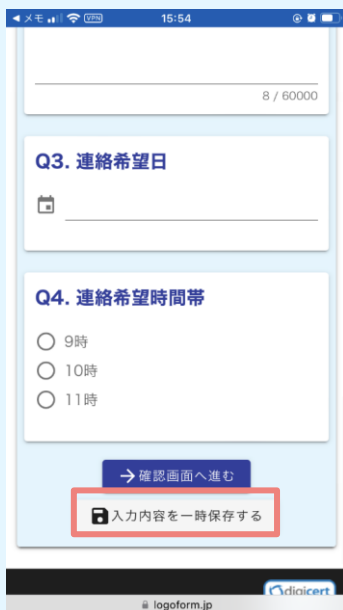 メモ VPN 15:54
8 / 60000
Q3. 連絡希望日
Q4. 連絡希望時間帯
9時
10時
11時
→確認画面へ進む
入力内容を一時保存する
digicert
logoform.jp